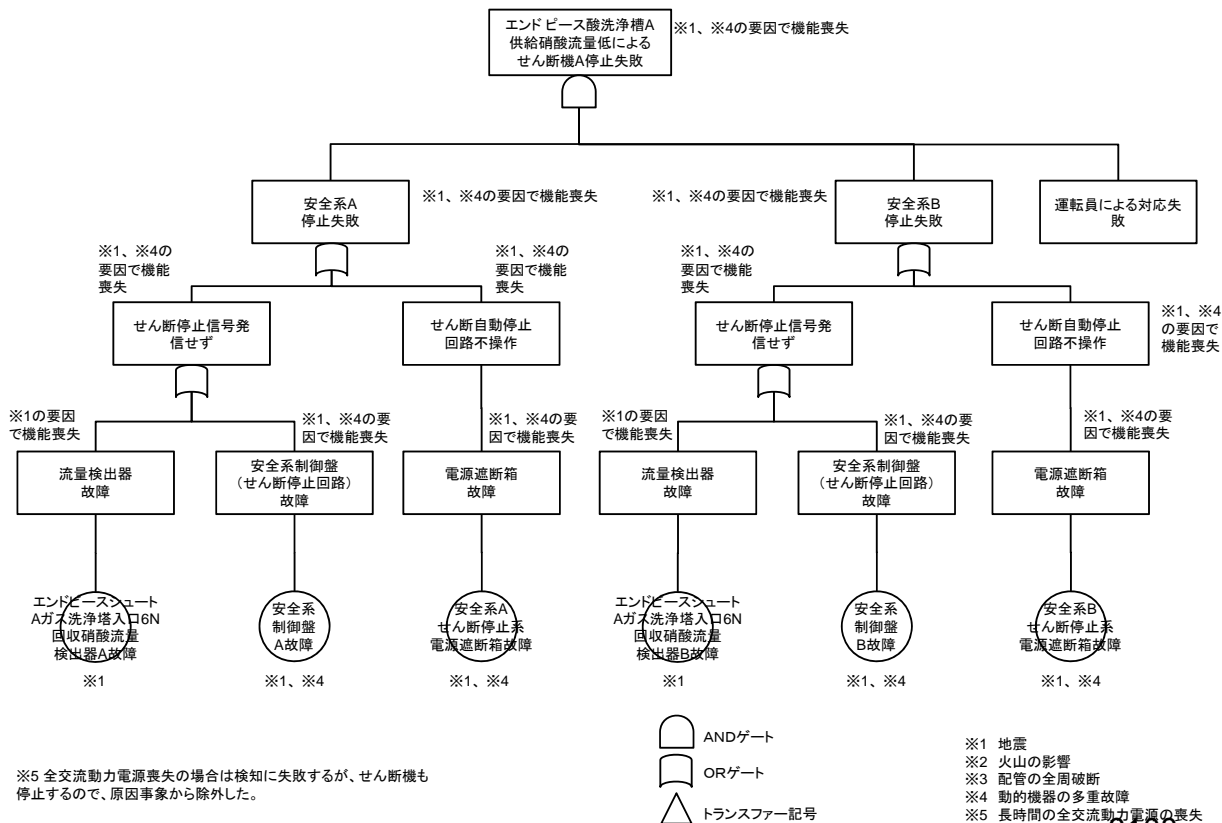 エンドピース酸洗浄槽A
供給硝酸流量低による
せん断機A停止失敗
※1、※4の要因で機能喪失
安全系A
停止失敗
※1、※4の要因で機能喪失
※1、※4の要因で機能喪失
安全系B
停止失敗
運転員による対応失
敗
※1、※4の
要因で機能
喪失
※1、※4の
要因で機能
喪失
※1、※4の
要因で機能
喪失
せん断停止信号発
信せず
せん断自動停止
回路不操作
せん断停止信号発
信せず
せん断自動停止
回路不操作
※1、※4
の要因で
機能喪失
※1の要因
で機能喪失
※1、※4の要
因で機能喪失
※1、※4の要
因で機能喪失
※1の要因
で機能喪失
※1、※4の要
因で機能喪失
※1、※4の要
因で機能喪失
流量検出器
故障
安全系制御盤
(せん断停止回路)
故障
電源遮断箱
故障
流量検出器
故障
安全系制御盤
(せん断停止回路)
故障
電源遮断箱
故障
エンドピースシュート
Aガス洗浄塔入口6N
回収硝酸流量
検出器A故障
安全系
制御盤
A故障
安全系A
せん断停止系
電源遮断箱故障
エンドピースシュート
Aガス洗浄塔入口6N
回収硝酸流量
検出器B故障
安全系
制御盤
B故障
安全系B
せん断停止系
電源遮断箱故障
※1
※1、※4
※1、※4
※1
※1、※4
※1、※4
※5 全交流動力電源喪失の場合は検知に失敗するが、せん断機も
停止するので、原因事象から除外した。
ANDゲート
ORゲート
トランスファー記号
※1 地震
※2 火山の影響
※3 配管の全周破断
※4 動的機器の多重故障
※5 長時間の全交流動力電源の喪失